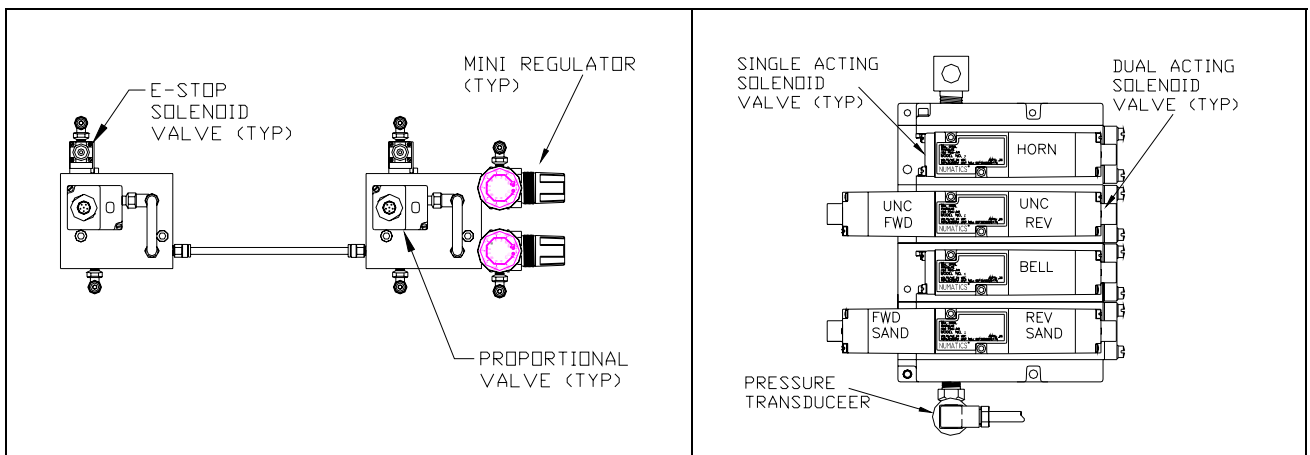 E-STOP
SOLENOID
VALVE (TYP)
MINI REGULATOR
(TYP)
PROPORTIONAL
VALVE (TYP)
SINGLE ACTING
SOLENOID
VALVE (TYP)
DUAL ACTING
SOLENOID
VALVE (TYP)
HORN
NUMATICS
UNC
FWD
UNC
REV
BELL
NUMATICS
FWD
SAND
REV
SAND
NUMATICS
PRESSURE
TRANSDUCEER